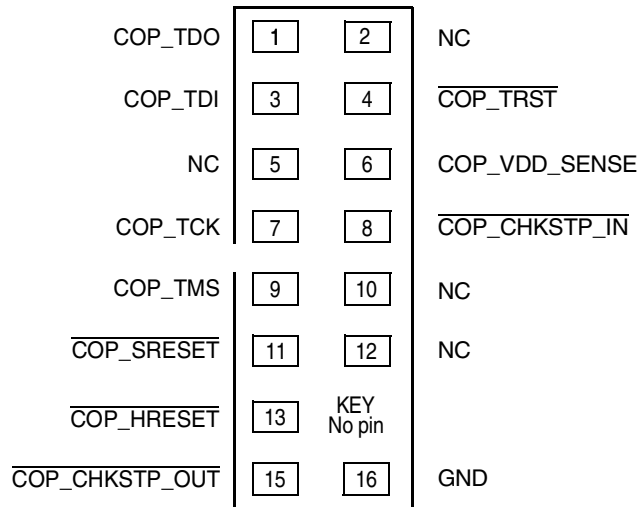 COP_TDO 1 2 NC
COP_TDI 3 4 COP_TRST
NC 5 6 COP_VDD_SENSE
COP_TCK 7 8 COP_CHKSTP_IN
COP_TMS 9 10 NC
COP_SRESET 11 12 NC
COP_HRESET 13 KEY
No pin
COP_CHKSTP_OUT 15 16 GND